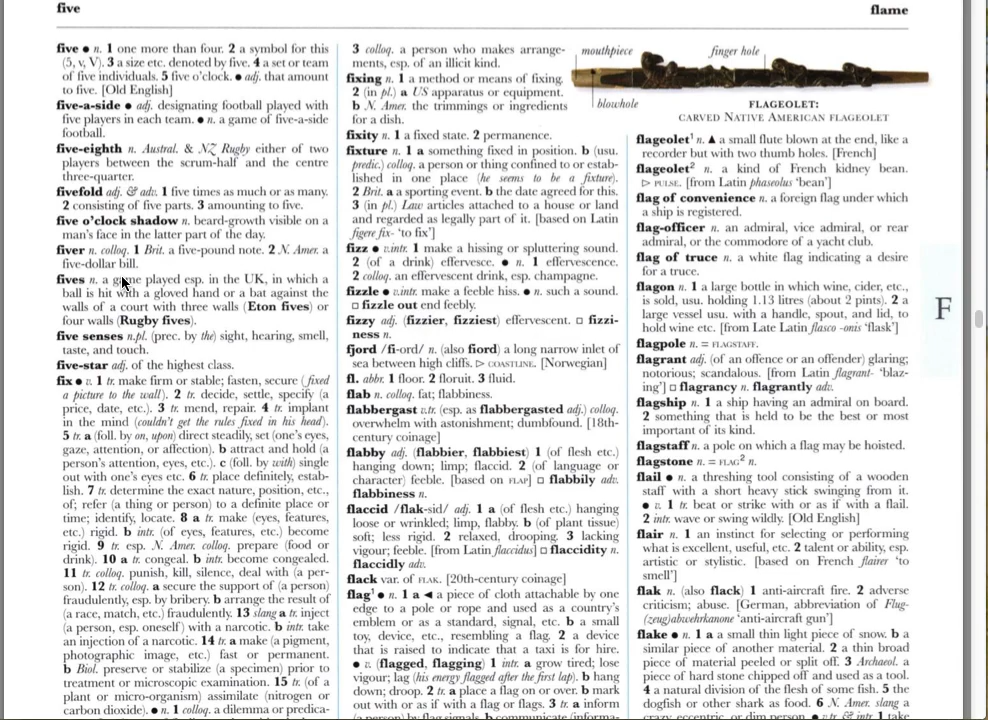 five
flame
five ● n. 1 one more than four. 2 a symbol for this
(5, v, V). 3 a size etc. denoted by five. 4 a set or team
of five individuals. 5 five o'clock. ● adj. that amount
to five. [Old English]
five-a-side ● adj. designating football played with
five players in each team. ● n. a game of five-a-side
football.
five-eighth n. Austral. & NZ Rugby either of two
players between the scrum-half and the centre
three-quarter.
fivefold adj. & adv. 1 five times as much or as many.
2 consisting of five parts. 3 amounting to five.
five o'clock shadow n. beard-growth visible on a
man's face in the latter part of the day.
fiver n. colloq. 1 Brit. a five-pound note. 2 N. Amer. a
five-dollar bill.
fives n. a game played esp. in the UK, in which a
ball is hit with a gloved hand or a bat against the
walls of a court with three walls (Eton fives) or
four walls (Rugby fives).
five senses n.pl. (prec. by the) sight, hearing, smell,
taste, and touch.
five-star adj. of the highest class.
fix ● v. 1 tr. make firm or stable; fasten, secure (fixed
a picture to the wall). 2 tr. decide, settle, specify (a
price, date, etc.). 3 tr. mend, repair. 4 tr. implant
in the mind (couldn't get the rules fixed in his head).
5 tr. a (foll. by on, upon) direct steadily, set (one's eyes,
gaze, attention, or affection). b attract and hold (a
person's attention, eyes, etc.). c (foll. by with) single
out with one's eyes etc. 6 tr. place definitely, estab-
lish. 7 tr. determine the exact nature, position, etc.,
of; refer (a thing or person) to a definite place or
time; identify, locate. 8 a tr. make (eyes, features,
etc.) rigid. b intr. (of eyes, features, etc.) become
rigid. 9 tr. esp. N. Amer. colloq. prepare (food or
drink). 10 a tr. congeal. b intr. become congealed.
11 tr. colloq. punish, kill, silence, deal with (a per-
son). 12 tr. colloq. a secure the support of (a person)
fraudulently, esp. by bribery. b arrange the result of
(a race, match, etc.) fraudulently. 13 slang a tr. inject
(a person, esp. oneself) with a narcotic. b intr. take
an injection of a narcotic. 14 tr. a make (a pigment,
photographic image, etc.) fast or permanent.
b Biol. preserve or stabilize (a specimen) prior to
treatment or microscopic examination. 15 tr. (of a
plant or micro-organism) assimilate (nitrogen or
carbon dioxide). ● n. 1 colloq. a dilemma or predica-
3 colloq. a person who makes arrange-
ments, esp. of an illicit kind.
fixing n. 1 a method or means of fixing.
2 (in pl.) a US apparatus or equipment.
b N. Amer. the trimmings or ingredients
for a dish.
fixity n. 1 a fixed state. 2 permanence.
fixture n. 1 a something fixed in position. b (usu.
predic.) colloq. a person or thing confined to or estab-
lished in one place (he seems to be a fixture).
2 Brit. a a sporting event. b the date agreed for this.
3 (in pl.) Law articles attached to a house or land
and regarded as legally part of it. [based on Latin
figere fix- 'to fix']
fizz ● v.intr. 1 make a hissing or spluttering sound.
2 (of a drink) effervesce. ● n. 1 effervescence.
2 colloq. an effervescent drink, esp. champagne.
fizzle ● v.intr. make a feeble hiss. ● n. such a sound.
□ fizzle out end feebly.
fizzy adj. (fizzier, fizziest) effervescent. □ fizzi-
ness n.
fjord /fi-ord/ n. (also fiord) a long narrow inlet of
sea between high cliffs. ▷ COASTLINE. [Norwegian]
fl. abbr. 1 floor. 2 floruit. 3 fluid.
flab n. colloq. fat; flabbiness.
flabbergast v.tr. (esp. as flabbergasted adj.) colloq.
overwhelm with astonishment; dumbfound. [18th-
century coinage]
flabby adj. (flabbier, flabbiest) 1 (of flesh etc.)
hanging down; limp; flaccid. 2 (of language or
character) feeble. [based on FLAP] □ flabbily adv.
flabbiness n.
flaccid /flak-sid/ adj. 1 a (of flesh etc.) hanging
loose or wrinkled; limp, flabby. b (of plant tissue)
soft; less rigid. 2 relaxed, drooping. 3 lacking
vigour; feeble. [from Latin flaccidus] □ flaccidity n.
flaccidly adv.
flack var. of FLAK. [20th-century coinage]
flag¹ ● n. 1 a ◄ a piece of cloth attachable by one
edge to a pole or rope and used as a country's
emblem or as a standard, signal, etc. b a small
toy, device, etc., resembling a flag. 2 a device
that is raised to indicate that a taxi is for hire.
● v. (flagged, flagging) 1 intr. a grow tired; lose
vigour; lag (his energy flagged after the first lap). b hang
down; droop. 2 tr. a place a flag on or over. b mark
out with or as if with a flag or flags. 3 tr. a inform
(a person) by flag signals. b communicate (informa-
mouthpiece
finger hole
blowhole
FLAGEOLET:
CARVED NATIVE AMERICAN FLAGEOLET
flageolet¹ n. ▲ a small flute blown at the end, like a
recorder but with two thumb holes. [French]
flageolet² n. a kind of French kidney bean.
▷ PULSE. [from Latin phaseolus 'bean']
flag of convenience n. a foreign flag under which
a ship is registered.
flag-officer n. an admiral, vice admiral, or rear
admiral, or the commodore of a yacht club.
flag of truce n. a white flag indicating a desire
for a truce.
flagon n. 1 a large bottle in which wine, cider, etc.,
is sold, usu. holding 1.13 litres (about 2 pints). 2 a
large vessel usu. with a handle, spout, and lid, to
hold wine etc. [from Late Latin flasco -onis 'flask']
flagpole n. = FLAGSTAFF.
flagrant adj. (of an offence or an offender) glaring;
notorious; scandalous. [from Latin flagrant- 'blaz-
ing'] □ flagrancy n. flagrantly adv.
flagship n. 1 a ship having an admiral on board.
2 something that is held to be the best or most
important of its kind.
flagstaff n. a pole on which a flag may be hoisted.
flagstone n. = FLAG² n.
flail ● n. a threshing tool consisting of a wooden
staff with a short heavy stick swinging from it.
● v. 1 tr. beat or strike with or as if with a flail.
2 intr. wave or swing wildly. [Old English]
flair n. 1 an instinct for selecting or performing
what is excellent, useful, etc. 2 talent or ability, esp.
artistic or stylistic. [based on French flairer 'to
smell']
flak n. (also flack) 1 anti-aircraft fire. 2 adverse
criticism; abuse. [German, abbreviation of Flug-
(zeug)abwehrkanone 'anti-aircraft gun']
flake ● n. 1 a a small thin light piece of snow. b a
similar piece of another material. 2 a thin broad
piece of material peeled or split off. 3 Archaeol. a
piece of hard stone chipped off and used as a tool.
4 a natural division of the flesh of some fish. 5 the
dogfish or other shark as food. 6 N. Amer. slang a
crazy, eccentric, or dim person. ● v.tr. & intr. 1 take
F